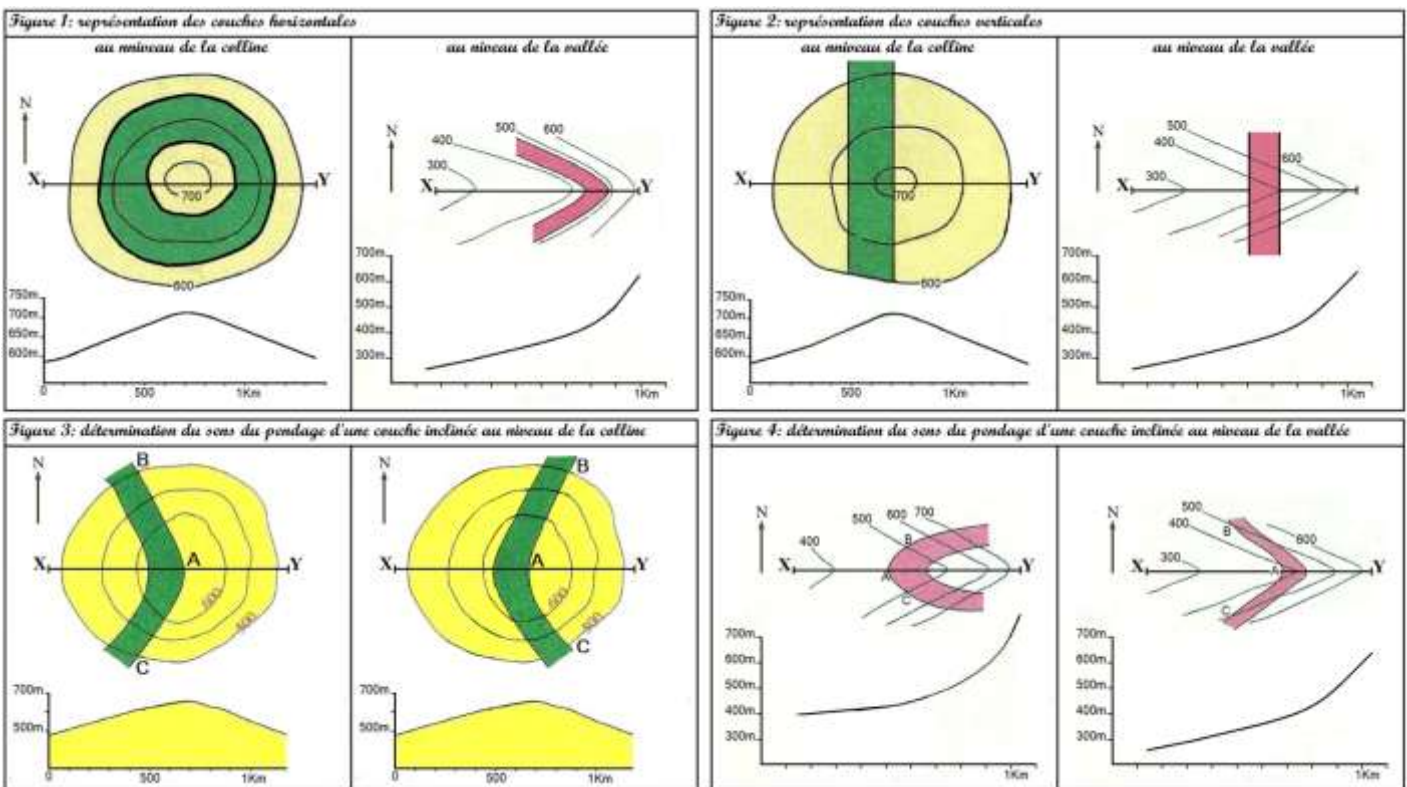 Figure 1: représentation des couches horizontales
au nniveau de la colline
au niveau de la vallée
N
X
Y
700
600
750m.
700m.
650m.
600m.
0
500
1Km
N
500
600
400
300
X
Y
700m.
600m.
500m.
400m.
300m.
1Km
Figure 2: représentation des couches verticales
au nniveau de la colline
au niveau de la vallée
N
X
Y
700
600
750m.
700m.
650m.
600m.
0
500
1Km
N
500
400
600
300
X
Y
700m.
600m.
500m.
400m.
300m.
1Km
Figure 3: détermination du sens du pendage d'une couche inclinée au niveau de la colline
N
B
X
A
Y
600
500
C
700m.
500m.
0
500
1Km
N
B
X
A
Y
600
500
C
700m.
500m.
0
500
1Km
Figure 4: détermination du sens du pendage d'une couche inclinée au niveau de la vallée
N
500
600
700
400
B
X
A
Y
C
700m.
600m.
500m.
400m.
300m.
1Km
N
500
400
600
300
B
X
A
Y
C
700m.
600m.
500m.
400m.
300m.
1Km